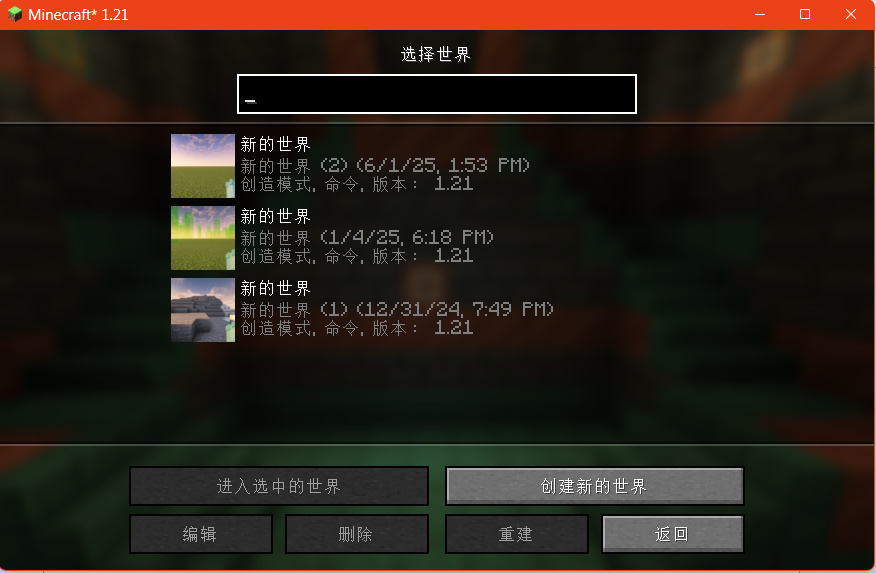 Minecraft* 1.21
选择世界
新的世界
新的世界 (2) (6/1/25, 1:53 PM)
创造模式, 命令, 版本: 1.21
新的世界
新的世界 (1/4/25, 6:18 PM)
创造模式, 命令, 版本: 1.21
新的世界
新的世界 (1) (12/31/24, 7:49 PM)
创造模式, 命令, 版本: 1.21
进入选中的世界 创建新的世界
编辑 删除 重建 返回